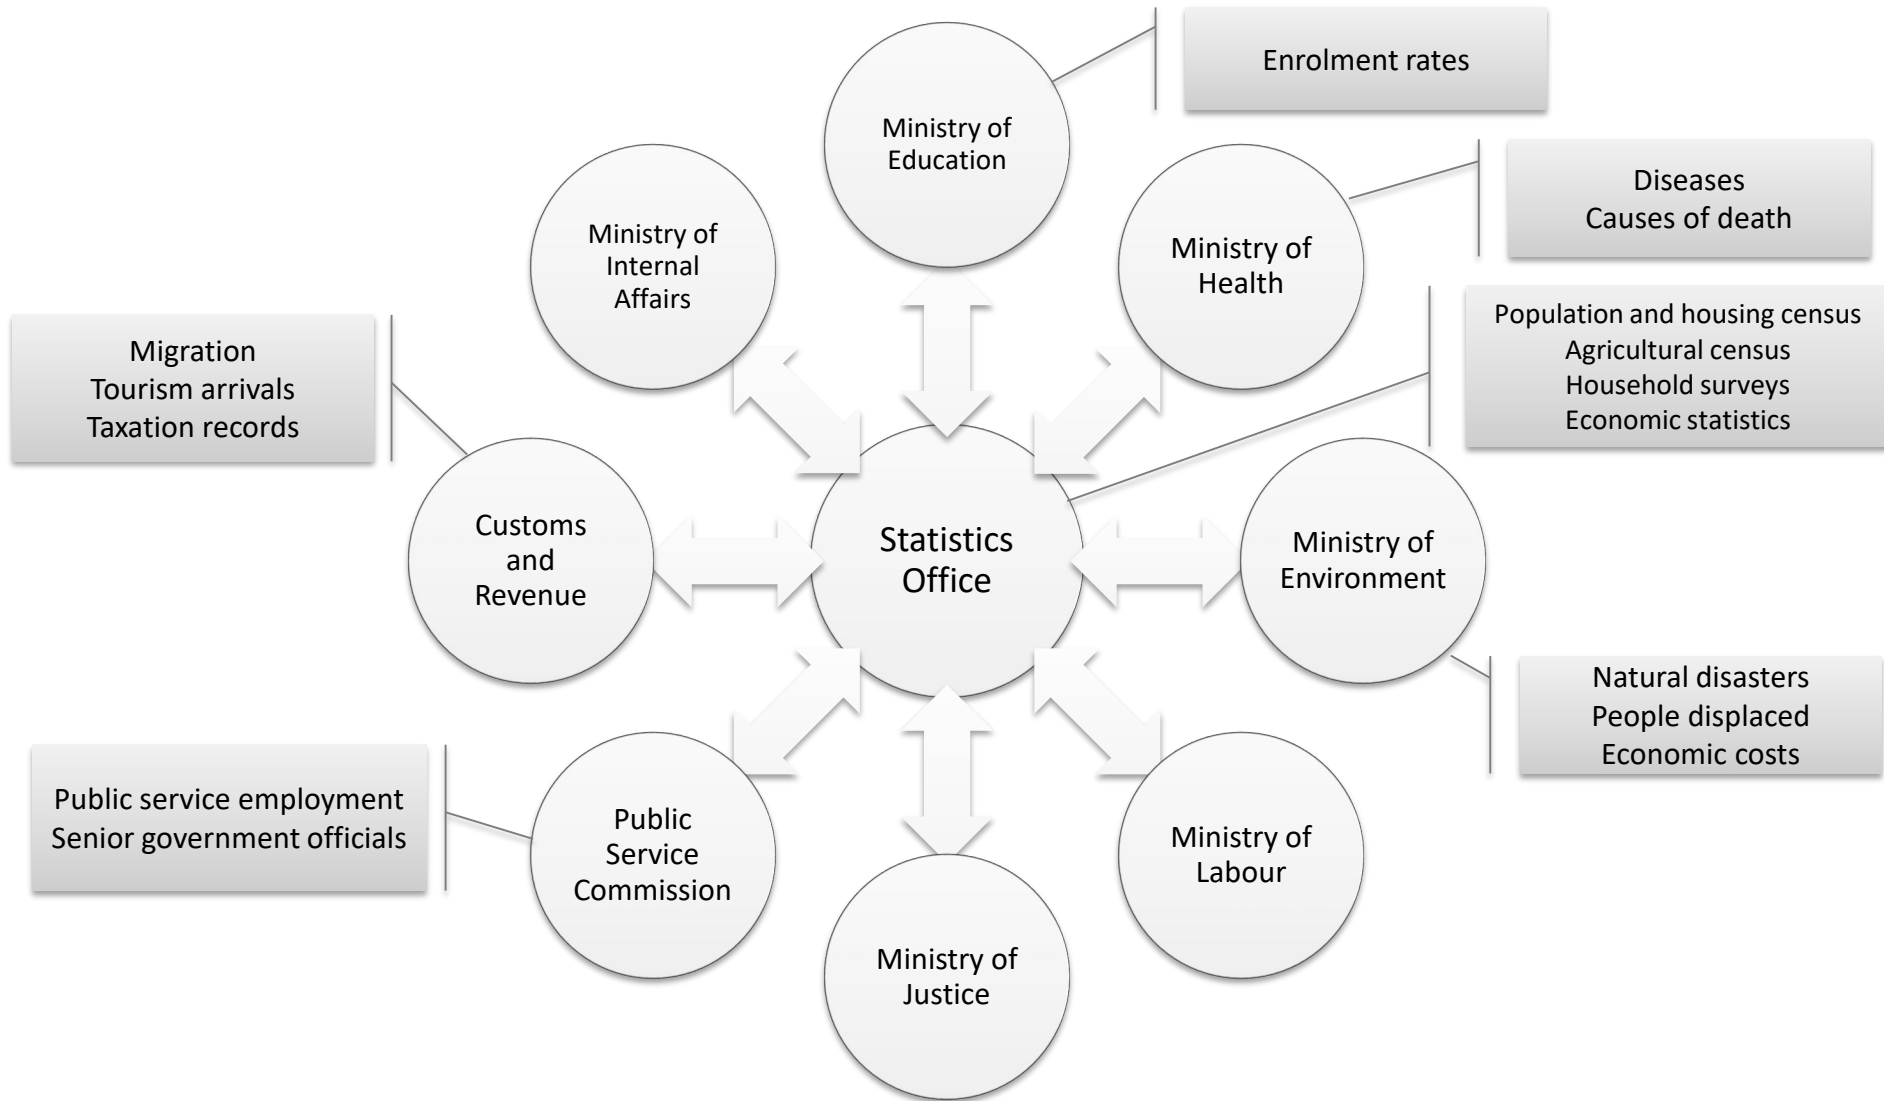 Enrolment rates
Ministry of
Education
Diseases
Causes of death
Ministry of
Internal
Affairs
Ministry of
Health
Population and housing census
Agricultural census
Household surveys
Economic statistics
Migration
Tourism arrivals
Taxation records
Customs
and
Revenue
Statistics
Office
Ministry of
Environment
Natural disasters
People displaced
Economic costs
Public service employment
Senior government officials
Public
Service
Commission
Ministry of
Labour
Ministry of
Justice